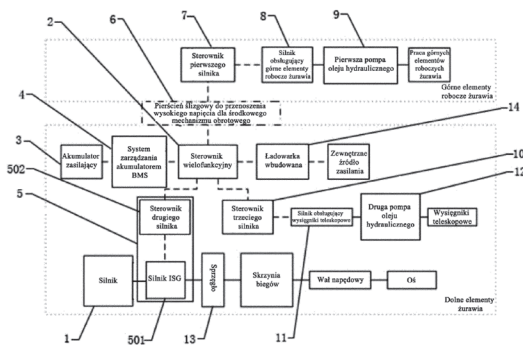 7
8
9
2
6
Sterownik
pierwszego
silnika
Silnik
obsługujący
górne elementy
robocze żurawia
Pierwsza pompa
oleju hydraulicznego
Praca górnych
elementów
roboczych
żurawia
Górne elementy
robocze żurawia
Pierścień ślizgowy do przenoszenia
wysokiego napięcia dla środkowego
mechanizmu obrotowego
4
14
3
Akumulator
zasilający
System
zarządzania
akumulatorem
BMS
Sterownik
wielofunkcyjny
Ładowarka
wbudowana
Zewnętrzne
źródło
zasilania
10
12
502
5
Sterownik
drugiego
silnika
Sterownik
trzeciego
silnika
Silnik obsługujący
wysięgniki teleskopowe
Druga pompa
oleju
hydraulicznego
Wysięgniki
teleskopowe
Silnik
Silnik ISG
Sprzęgło
Skrzynia
biegów
Wał napędowy
Oś
Dolne elementy
żurawia
1
501
13
11